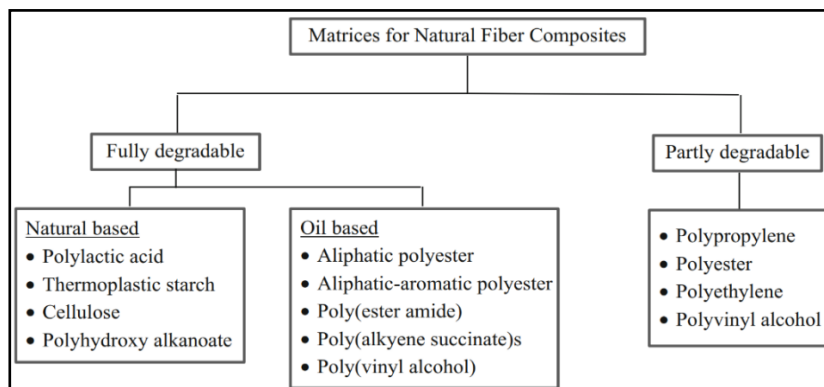 Matrices for Natural Fiber Composites
Fully degradable
Partly degradable
Natural based
• Polylactic acid
• Thermoplastic starch
• Cellulose
• Polyhydroxy alkanoate
Oil based
• Aliphatic polyester
• Aliphatic-aromatic polyester
• Poly(ester amide)
• Poly(alkyene succinate)s
• Poly(vinyl alcohol)
• Polypropylene
• Polyester
• Polyethylene
• Polyvinyl alcohol